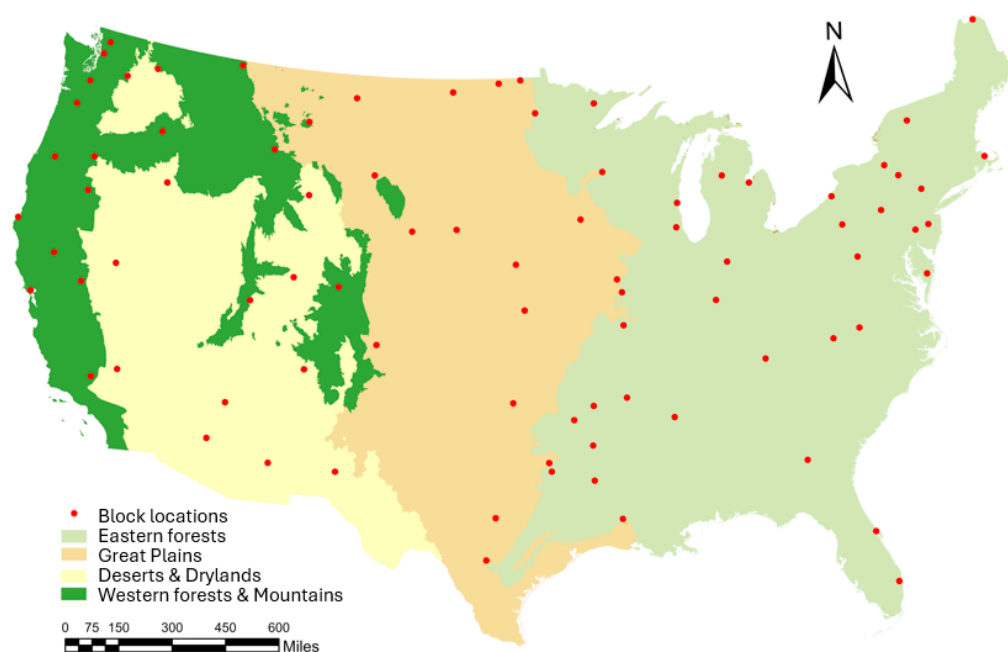 N
Block locations
Eastern forests
Great Plains
Deserts & Drylands
Western forests & Mountains
0 75 150 300 450 600
Miles